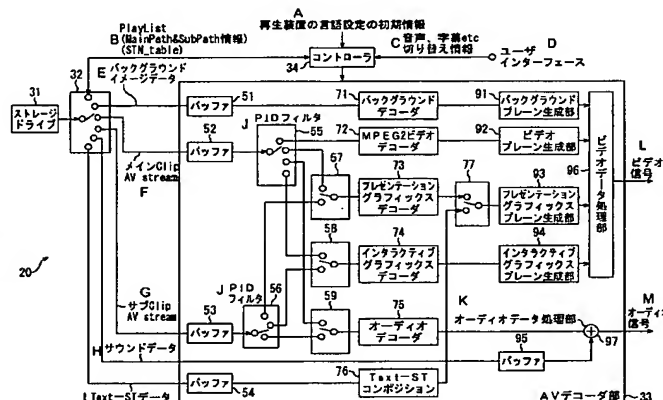 A
再生装置の言語設定の初期情報
PlayList
B (MainPath&SubPath情報)
(STN_table)
C 音声、字幕etc
切り替え情報
D
ユーザ
インターフェース
コントローラ
34
E バックグラウンド
イメージデータ
31
ストレージ
ドライブ
32
バッファ
51
71
バックグラウンド
デコーダ
91
バックグラウンド
プレーン生成部
J PIDフィルタ
55
52
バッファ
72
MPEG2ビデオ
デコーダ
92
ビデオ
プレーン生成部
96
ビデオデータ処理部
L
ビデオ
信号
メインClip
AV stream
F
57
73
プレゼンテーション
グラフィックス
デコーダ
77
93
プレゼンテーション
グラフィックス
プレーン生成部
58
74
インタラクティブ
グラフィックス
デコーダ
94
インタラクティブ
グラフィックス
プレーン生成部
20
G
サブClip
AV stream
53
バッファ
J PID
フィルタ
56
59
75
オーディオ
デコーダ
K
オーディオデータ処理部
M
オーディオ
信号
97
H サウンドデータ
95
バッファ
76
Text-ST
コンポジション
バッファ
54
I Text-STデータ
AVデコーダ部
33